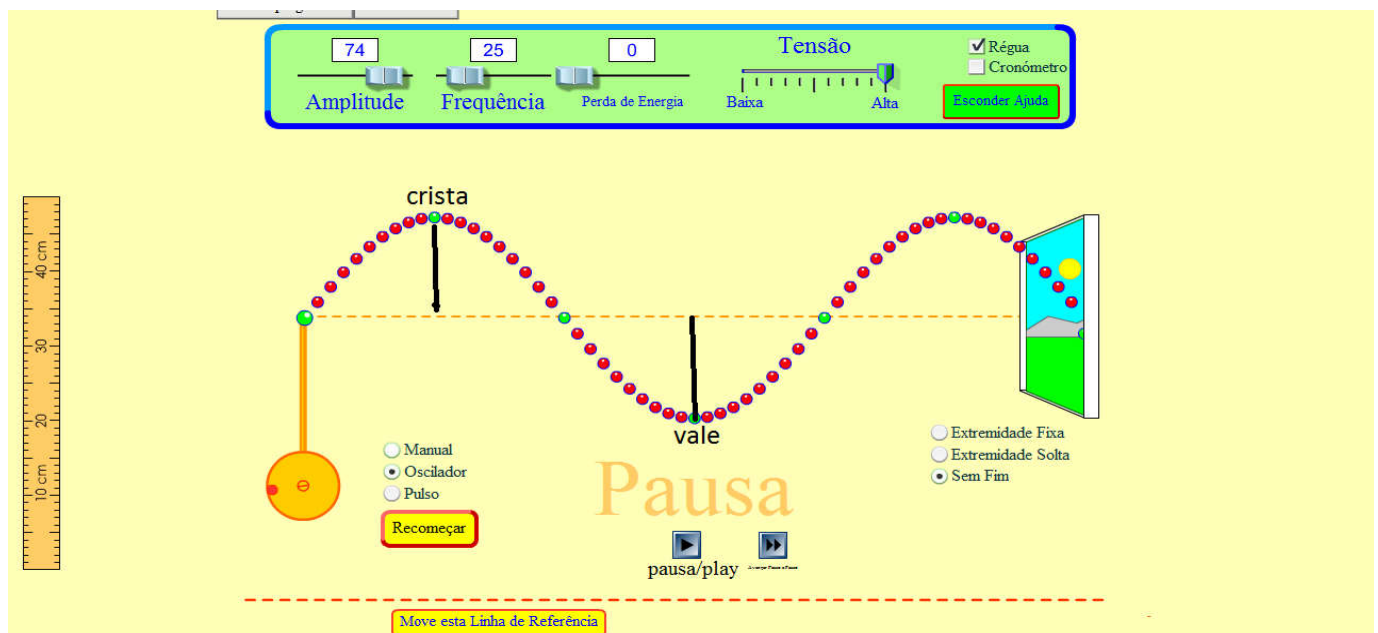 74
25
0
Amplitude
Frequência
Perda de Energia
Tensão
Baixa
Alta
Régua
Cronómetro
Esconder Ajuda
crista
40 cm
30
20
10 cm
vale
Manual
Oscilador
Pulso
Recomeçar
Extremidade Fixa
Extremidade Solta
Sem Fim
Pausa
pausa/play
Move esta Linha de Referência